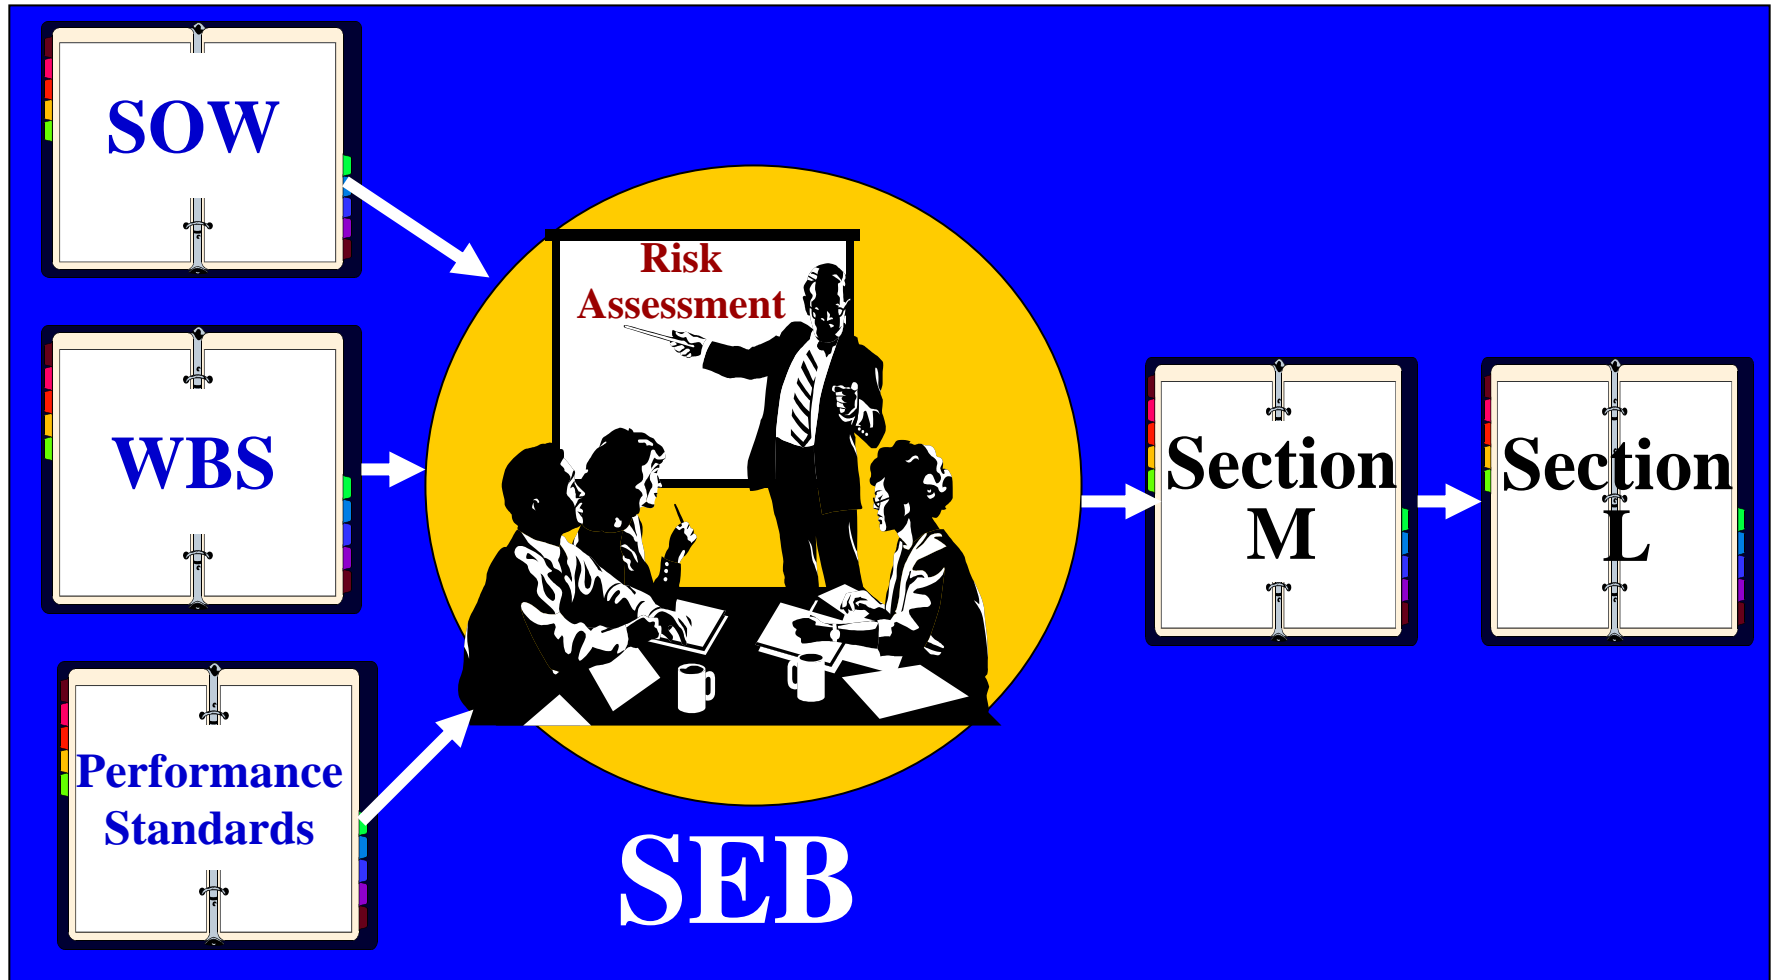 SOW
WBS
Performance
Standards
Risk
Assessment
SEB
Section
M
Section
L